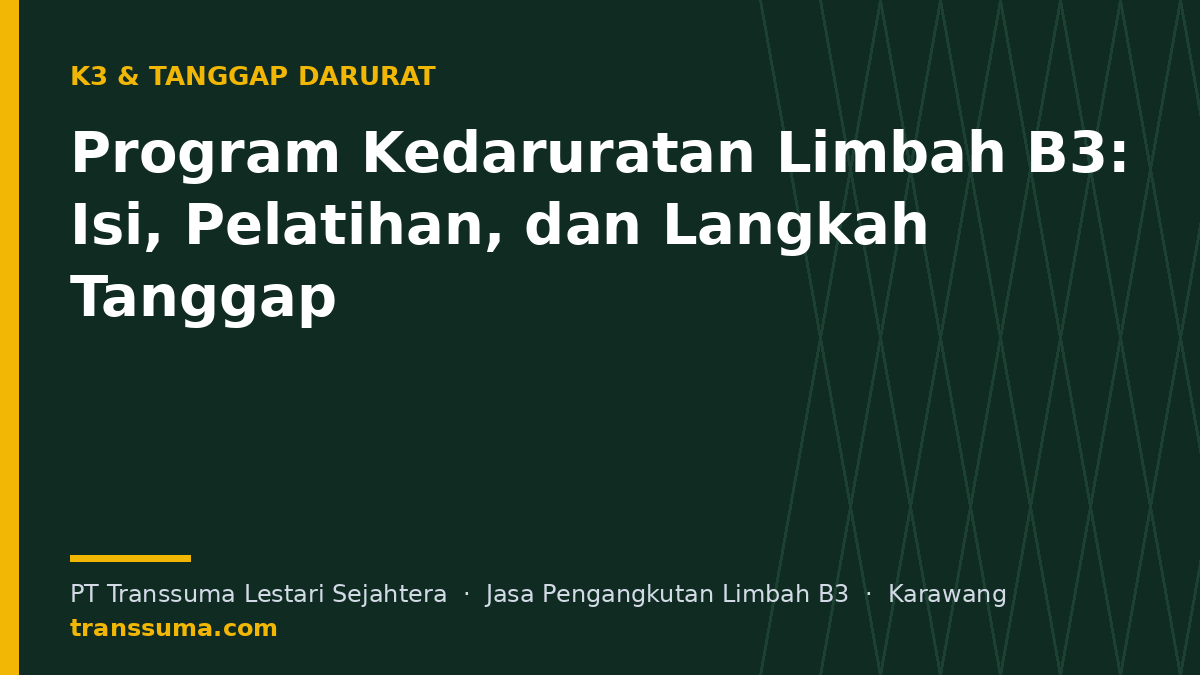 K3 & TANGGAP DARURAT
Program Kedaruratan Limbah B3:
Isi, Pelatihan, dan Langkah
Tanggap
PT Transsuma Lestari Sejahtera · Jasa Pengangkutan Limbah B3 · Karawang
transsuma.com